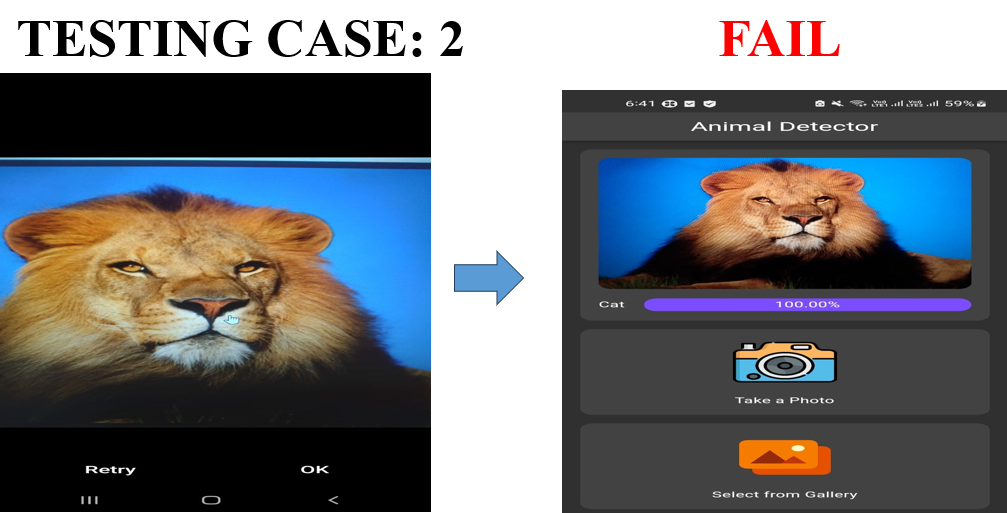 TESTING CASE: 2
FAIL
Retry OK
6:41 59%
Animal Detector
Cat 100.00%
Take a Photo
Select from Gallery